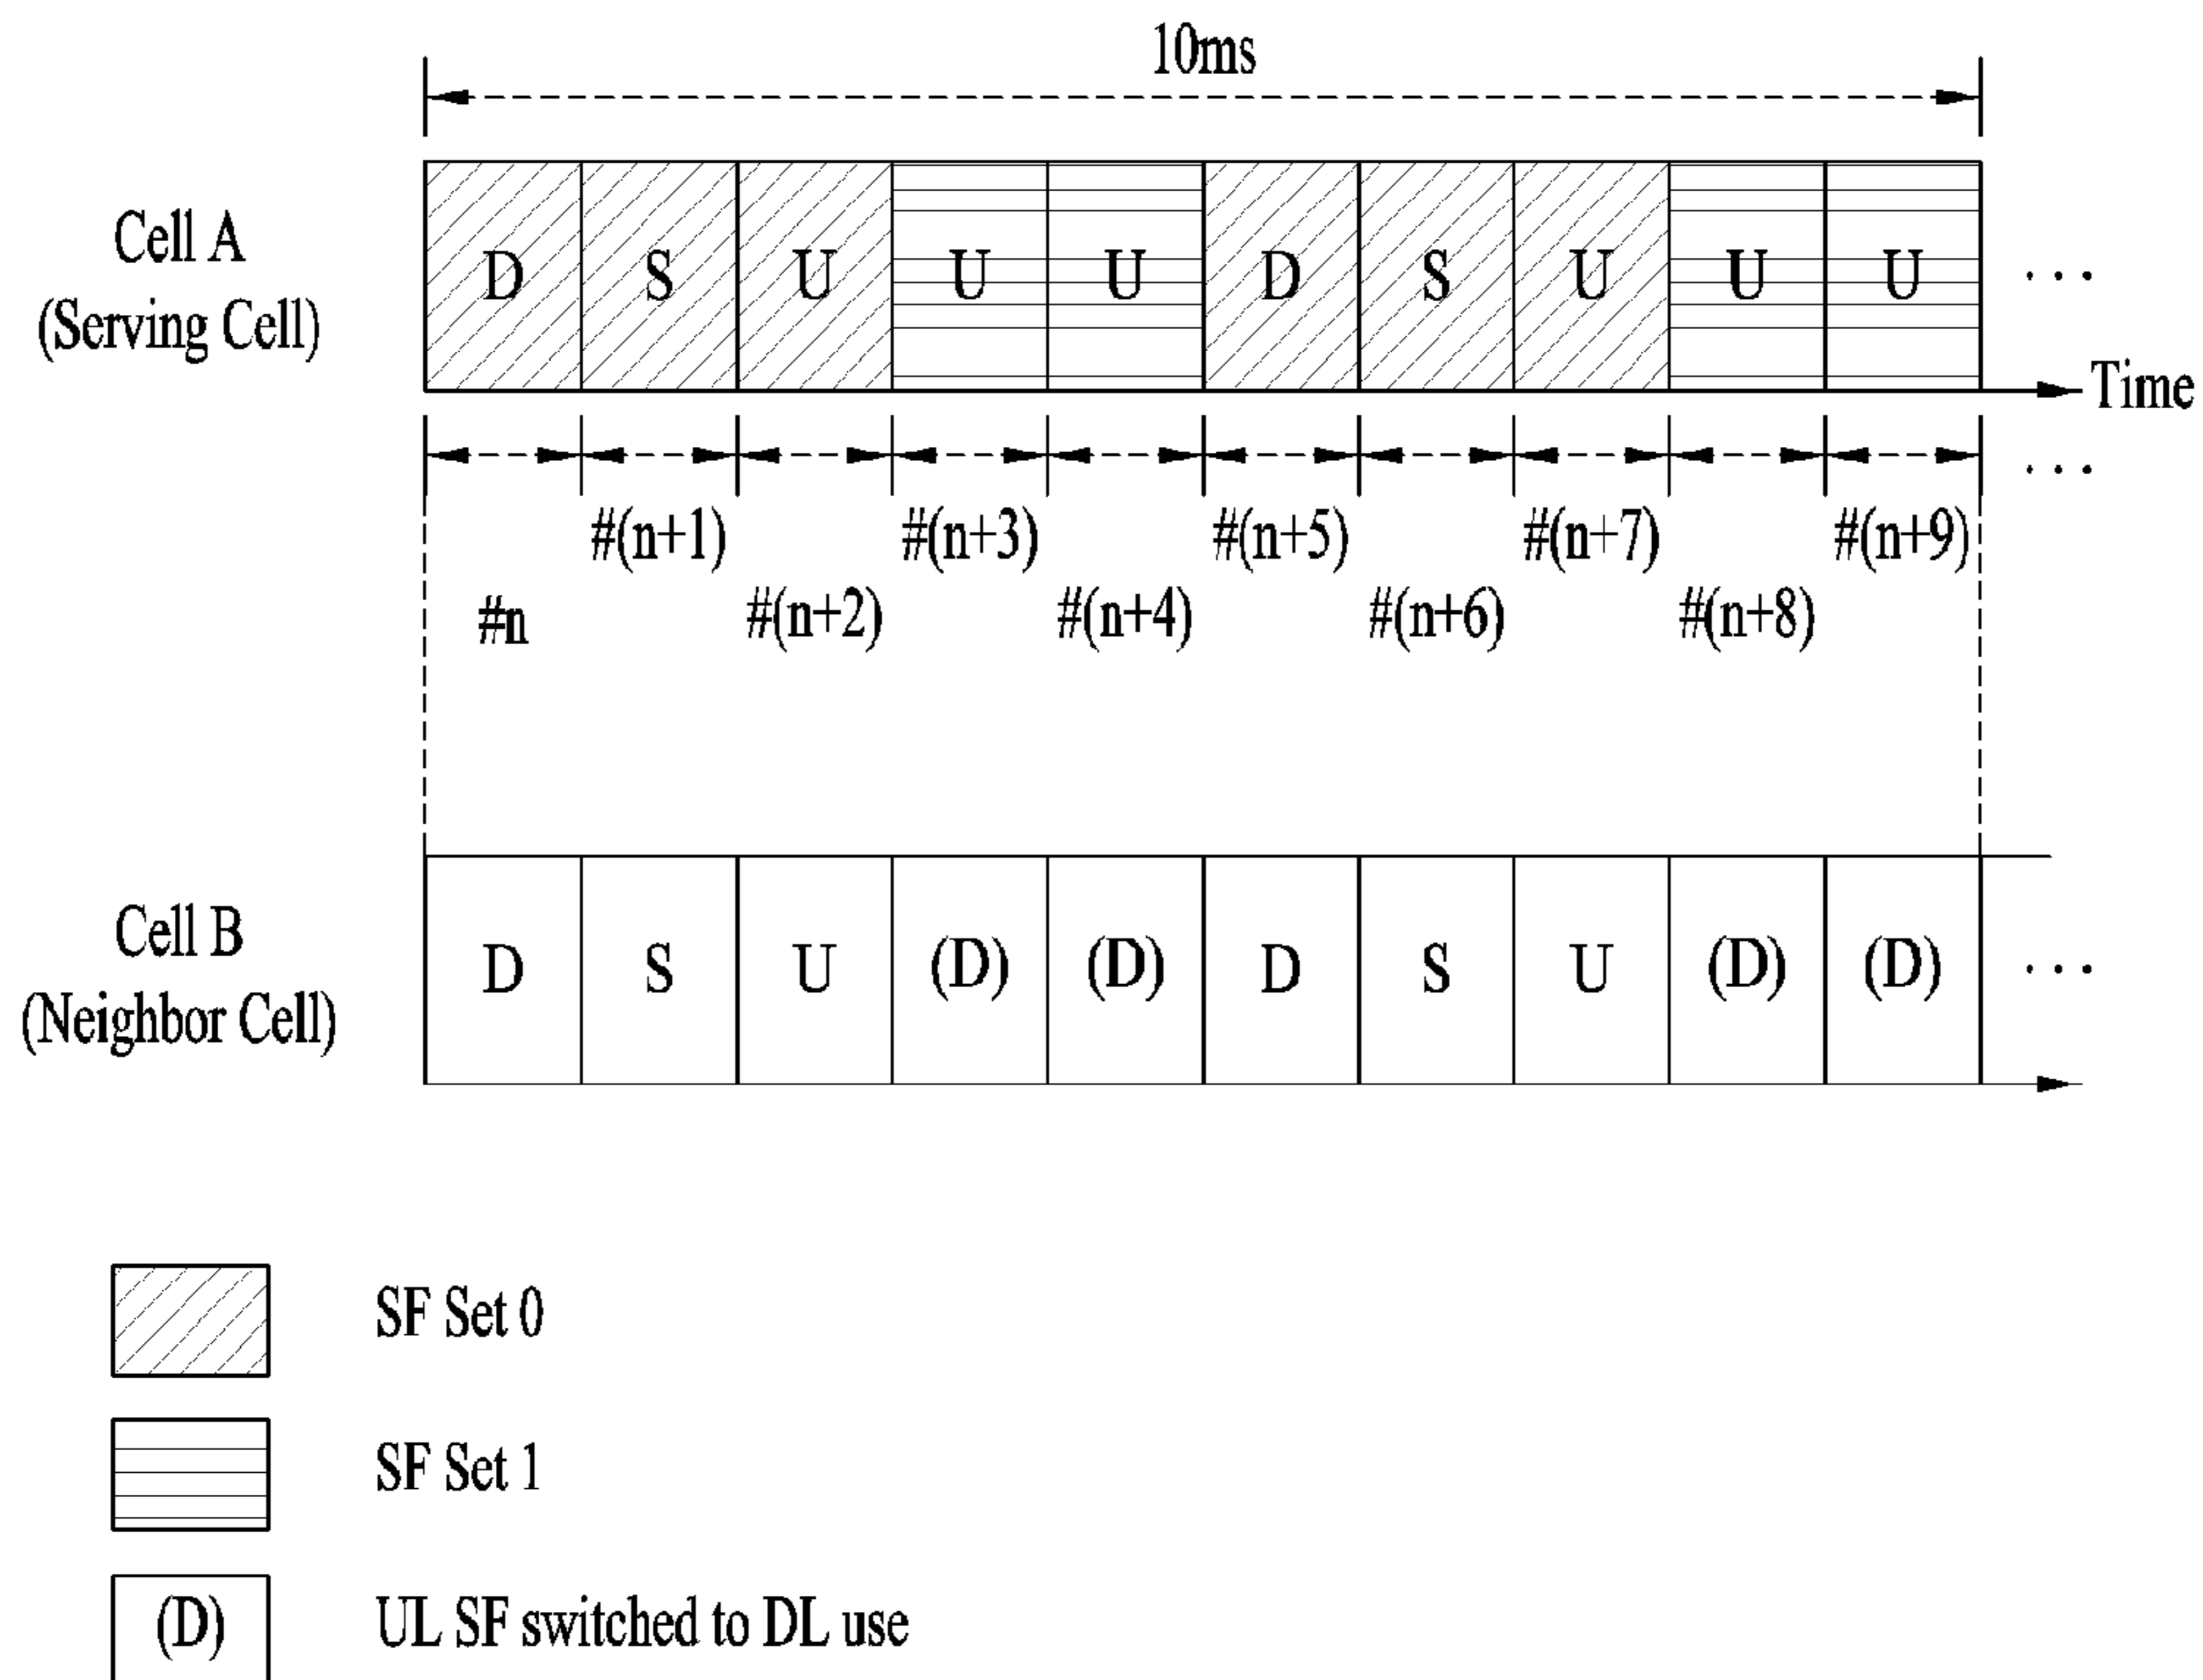 10ms
Cell A
(Serving Cell)
D S U U U D S U U U ...
Time
...
#(n+1) #(n+3) #(n+5) #(n+7) #(n+9)
#n #(n+2) #(n+4) #(n+6) #(n+8)
Cell B
(Neighbor Cell)
D S U (D) (D) D S U (D) (D) ...
SF Set 0
SF Set 1
(D) UL SF switched to DL use